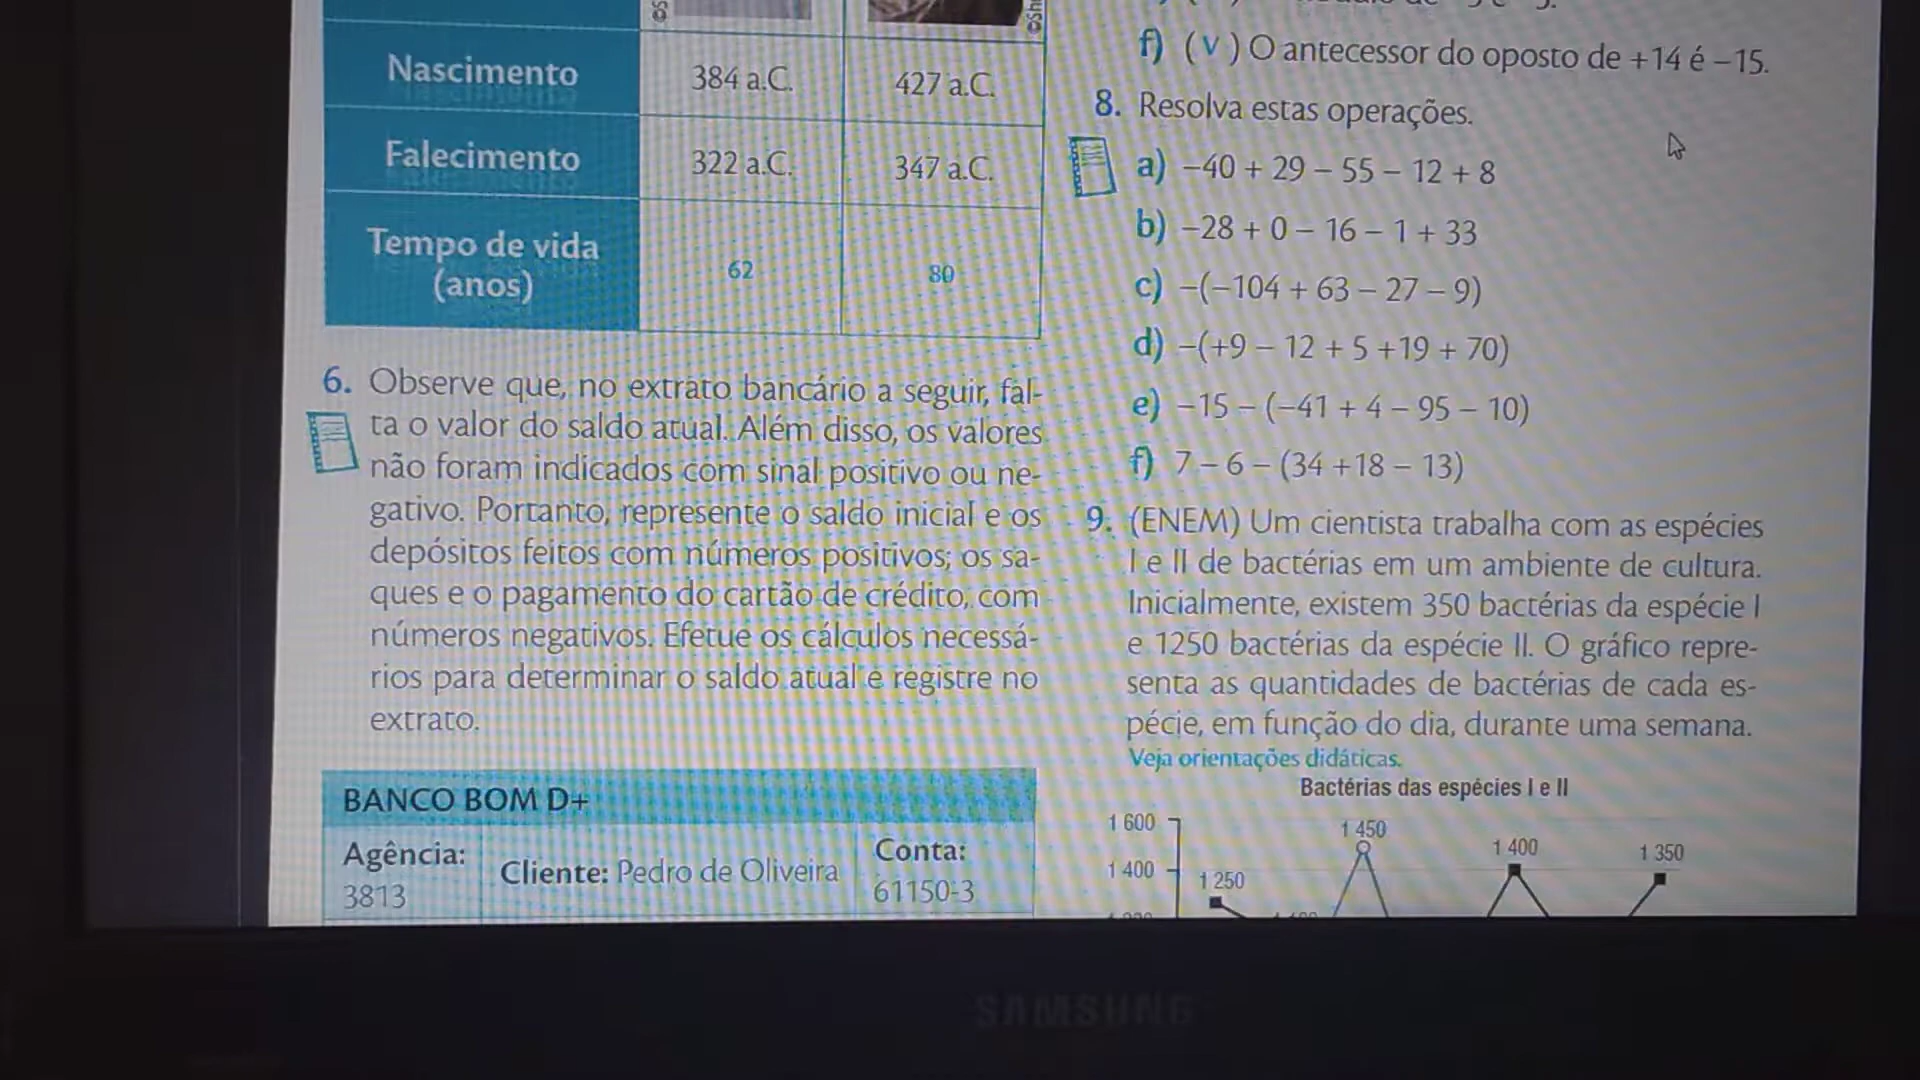 Nascimento
384 a.C.
427 a.C.
Falecimento
322 a.C.
347 a.C.
Tempo de vida
(anos)
62
80
6. Observe que, no extrato bancário a seguir, fal-
ta o valor do saldo atual. Além disso, os valores
não foram indicados com sinal positivo ou ne-
gativo. Portanto, represente o saldo inicial e os
depósitos feitos com números positivos; os sa-
ques e o pagamento do cartão de crédito, com
números negativos. Efetue os cálculos necessá-
rios para determinar o saldo atual e registre no
extrato.
BANCO BOM D+
Agência:
3813
Cliente: Pedro de Oliveira
Conta:
61150-3
f) (V) O antecessor do oposto de +14 é −15.
8. Resolva estas operações.
a) −40 + 29 − 55 − 12 + 8
b) −28 + 0 − 16 − 1 + 33
c) −(−104 + 63 − 27 − 9)
d) −(+9 − 12 + 5 +19 + 70)
e) −15 − (−41 + 4 − 95 − 10)
f) 7 − 6 − (34 +18 − 13)
9. (ENEM) Um cientista trabalha com as espécies
I e II de bactérias em um ambiente de cultura.
Inicialmente, existem 350 bactérias da espécie I
e 1250 bactérias da espécie II. O gráfico repre-
senta as quantidades de bactérias de cada es-
pécie, em função do dia, durante uma semana.
Veja orientações didáticas.
Bactérias das espécies I e II
1 600
1 450
1 400
1 350
1 400
1 250
SAMSUNG